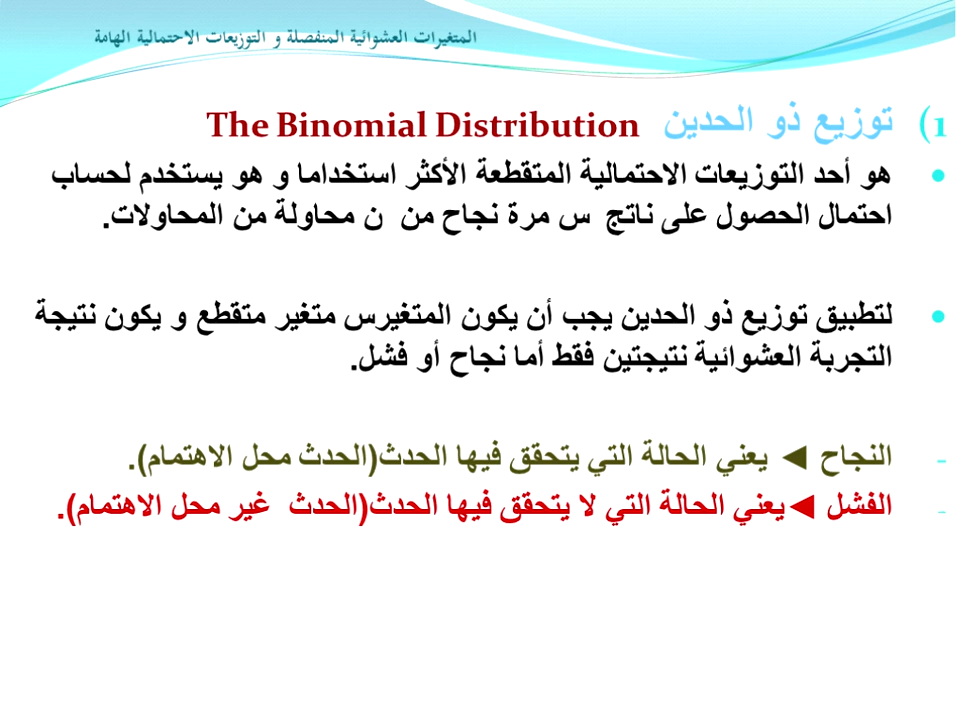 المتغيرات العشوائية المنفصلة و التوزيعات الاحتمالية الهامة
1) توزيع ذو الحدين The Binomial Distribution
• هو أحد التوزيعات الاحتمالية المتقطعة الأكثر استخداما و هو يستخدم لحساب
احتمال الحصول على ناتج س مرة نجاح من ن محاولة من المحاولات.
• لتطبيق توزيع ذو الحدين يجب أن يكون المتغيرس متغير متقطع و يكون نتيجة
التجربة العشوائية نتيجتين فقط أما نجاح أو فشل.
- النجاح ◄ يعني الحالة التي يتحقق فيها الحدث(الحدث محل الاهتمام).
- الفشل ◄يعني الحالة التي لا يتحقق فيها الحدث(الحدث غير محل الاهتمام).